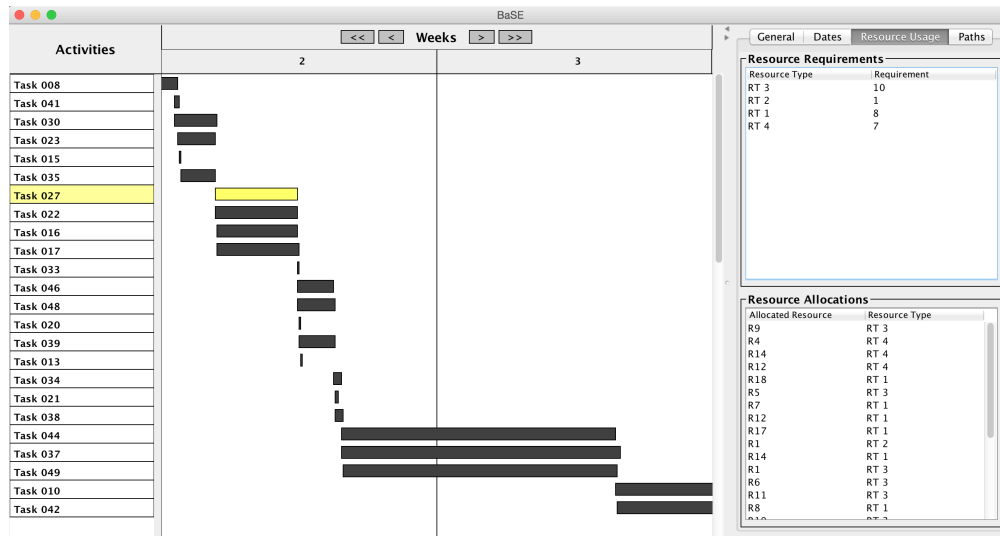 BaSE
Activities
<< < Weeks > >>
2 3
Task 008
Task 041
Task 030
Task 023
Task 015
Task 035
Task 027
Task 022
Task 016
Task 017
Task 033
Task 046
Task 048
Task 020
Task 039
Task 013
Task 034
Task 021
Task 038
Task 044
Task 037
Task 049
Task 010
Task 042
General Dates Resource Usage Paths
Resource Requirements
Resource Type Requirement
RT 3 10
RT 2 1
RT 1 8
RT 4 7
Resource Allocations
Allocated Resource Resource Type
R9 RT 3
R4 RT 4
R14 RT 4
R12 RT 4
R18 RT 1
R5 RT 3
R7 RT 1
R12 RT 1
R17 RT 1
R1 RT 2
R14 RT 1
R1 RT 3
R6 RT 3
R11 RT 3
R8 RT 1